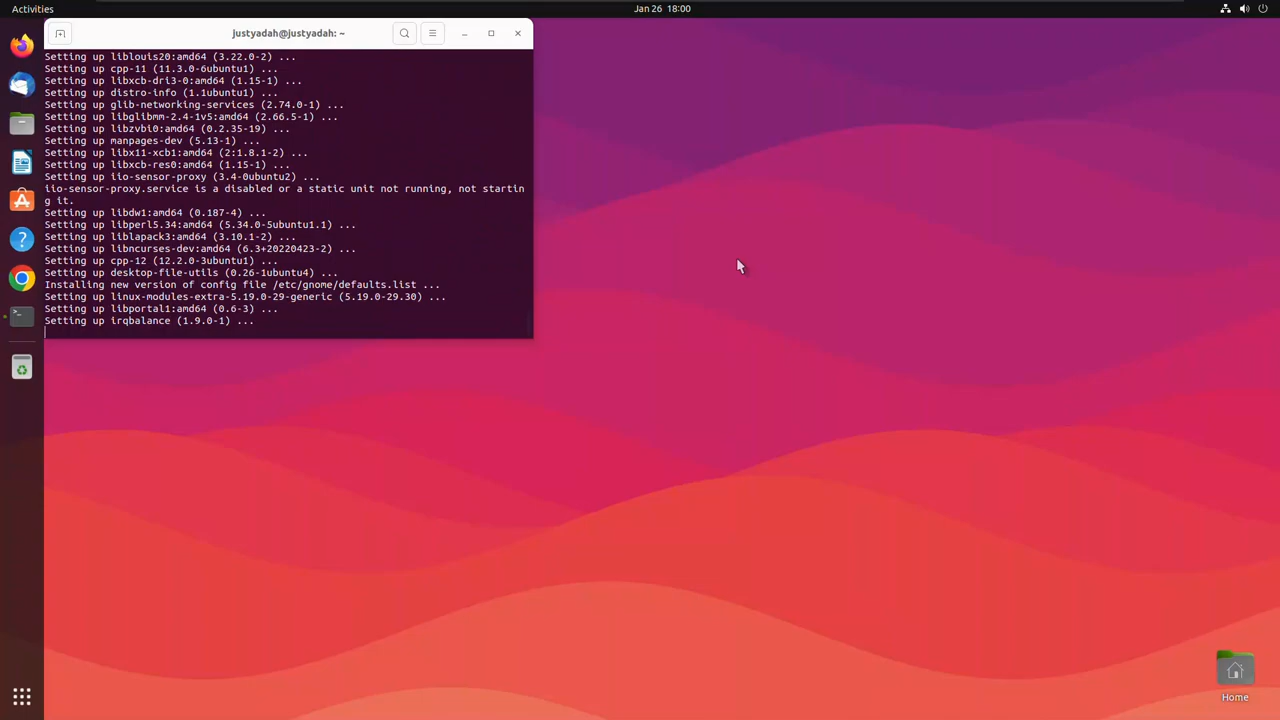 Activities
Jan 26 18:00
justyadah@justyadah: ~
Setting up liblouis20:amd64 (3.22.0-2) ...
Setting up cpp-11 (11.3.0-6ubuntu1) ...
Setting up libxcb-dri3-0:amd64 (1.15-1) ...
Setting up distro-info (1.1ubuntu1) ...
Setting up glib-networking-services (2.74.0-1) ...
Setting up libglibmm-2.4-1v5:amd64 (2.66.5-1) ...
Setting up libzvbi0:amd64 (0.2.35-19) ...
Setting up manpages-dev (5.13-1) ...
Setting up libx11-xcb1:amd64 (2:1.8.1-2) ...
Setting up libxcb-res0:amd64 (1.15-1) ...
Setting up iio-sensor-proxy (3.4-0ubuntu2) ...
iio-sensor-proxy.service is a disabled or a static unit not running, not startin
g it.
Setting up libdw1:amd64 (0.187-4) ...
Setting up libperl5.34:amd64 (5.34.0-5ubuntu1.1) ...
Setting up liblapack3:amd64 (3.10.1-2) ...
Setting up libncurses-dev:amd64 (6.3+20220423-2) ...
Setting up cpp-12 (12.2.0-3ubuntu1) ...
Setting up desktop-file-utils (0.26-1ubuntu4) ...
Installing new version of config file /etc/gnome/defaults.list ...
Setting up linux-modules-extra-5.19.0-29-generic (5.19.0-29.30) ...
Setting up libportal1:amd64 (0.6-3) ...
Setting up irqbalance (1.9.0-1) ...
Home